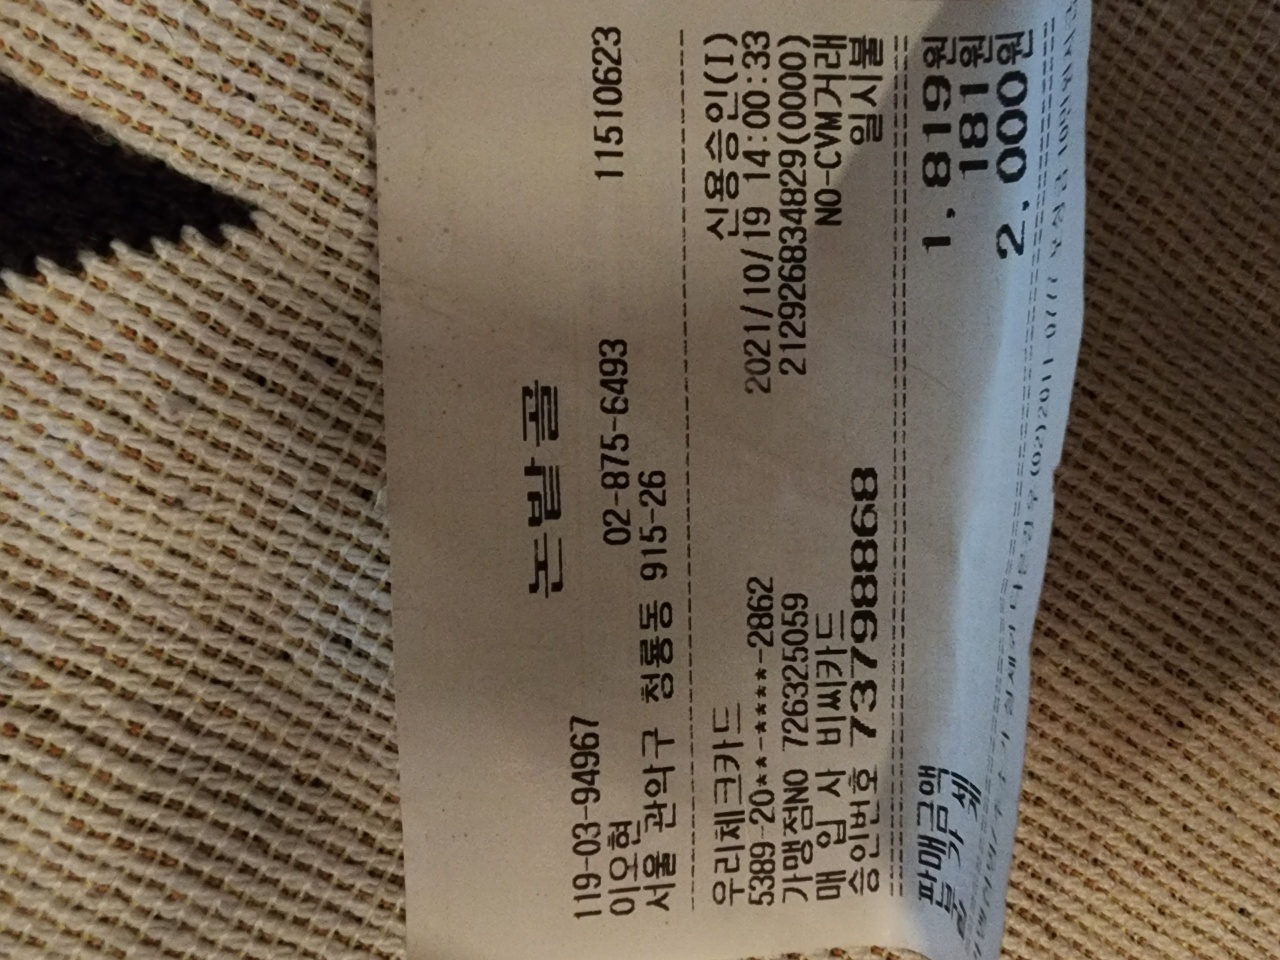 논밭골
119-03-94967 11510623
이오현 02-875-6493
서울 관악구 청룡동 915-26
우리체크카드 신용승인(I)
5389-20**-****-2862 2021/10/19 14:00:33
가맹점NO 726325059 212926834829(0000)
매 입 사 비씨카드 NO-CVM거래
승인번호 73798868 일시불
판매금액 1,819원
부 가 세 181원
2,000원